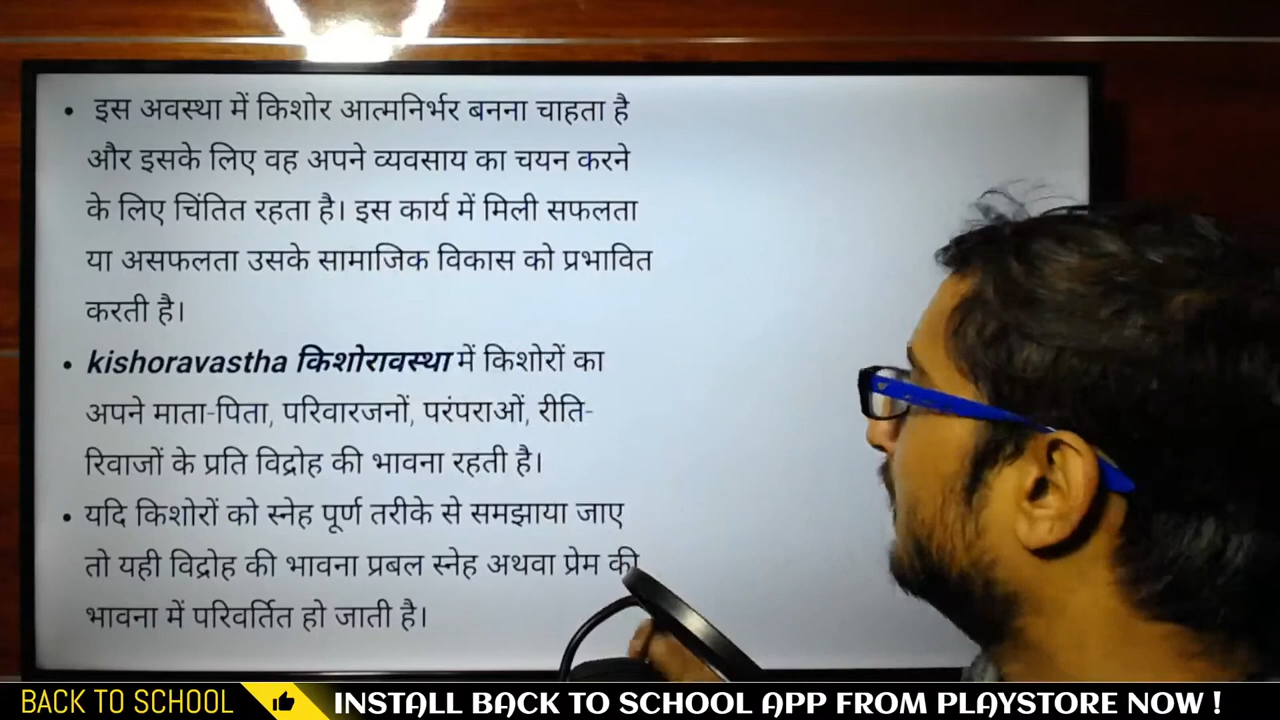 • इस अवस्था में किशोर आत्मनिर्भर बनना चाहता है
और इसके लिए वह अपने व्यवसाय का चयन करने
के लिए चिंतित रहता है। इस कार्य में मिली सफलता
या असफलता उसके सामाजिक विकास को प्रभावित
करती है।
• kishoravastha किशोरावस्था में किशोरों का
अपने माता-पिता, परिवारजनों, परंपराओं, रीति-
रिवाजों के प्रति विद्रोह की भावना रहती है।
• यदि किशोरों को स्नेह पूर्ण तरीके से समझाया जाए
तो यही विद्रोह की भावना प्रबल स्नेह अथवा प्रेम की
भावना में परिवर्तित हो जाती है।
BACK TO SCHOOL INSTALL BACK TO SCHOOL APP FROM PLAYSTORE NOW !